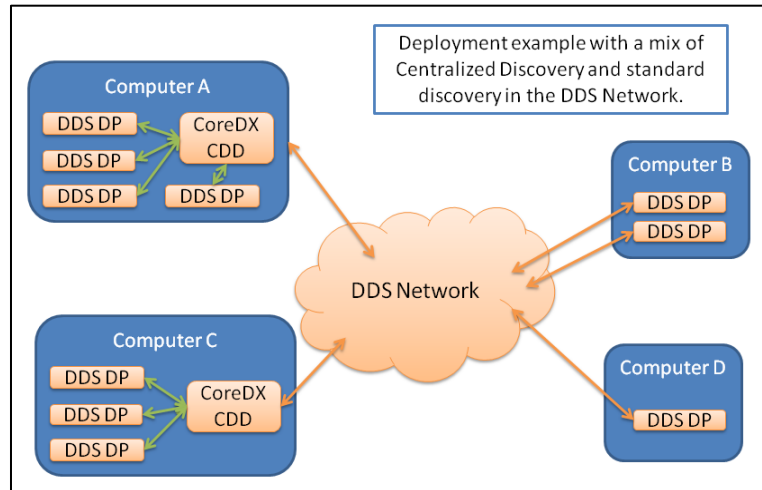 Deployment example with a mix of
Centralized Discovery and standard
discovery in the DDS Network.
Computer A
DDS DP
DDS DP
DDS DP
CoreDX
CDD
DDS DP
Computer B
DDS DP
DDS DP
DDS Network
Computer C
DDS DP
DDS DP
DDS DP
CoreDX
CDD
Computer D
DDS DP